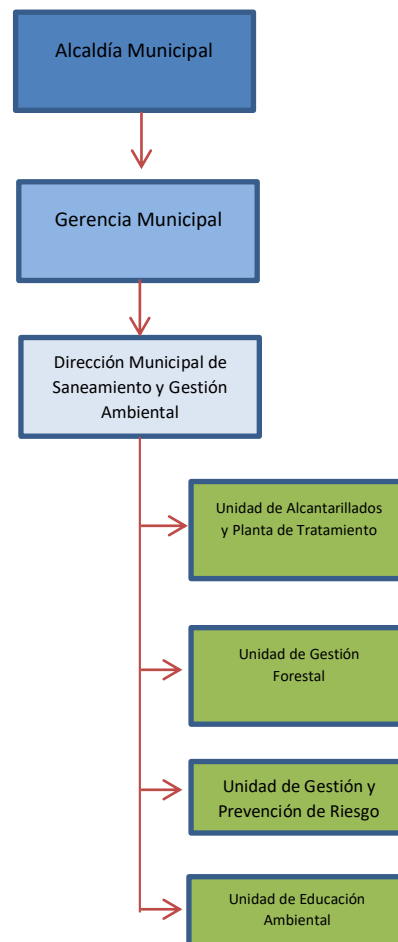 Alcaldía Municipal
Gerencia Municipal
Dirección Municipal de
Saneamiento y Gestión
Ambiental
Unidad de Alcantarillados
y Planta de Tratamiento
Unidad de Gestión
Forestal
Unidad de Gestión y
Prevención de Riesgo
Unidad de Educación
Ambiental